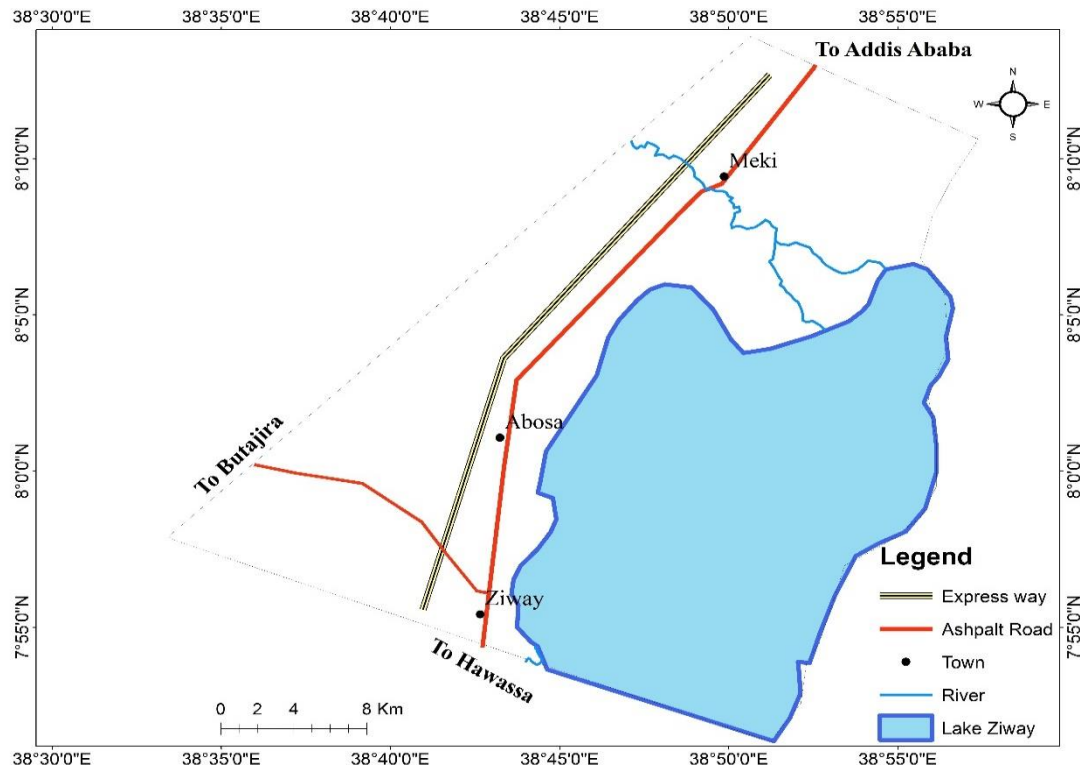 38°30'0"E 38°35'0"E 38°40'0"E 38°45'0"E 38°50'0"E 38°55'0"E
To Addis Ababa
N
W E
S
8°10'0"N 8°10'0"N
Meki
8°5'0"N 8°5'0"N
Abosa
To Butajira
8°0'0"N 8°0'0"N
Legend
Express way
Ziway
7°55'0"N 7°55'0"N
Ashpalt Road
To Hawassa
Town
River
0 2 4 8 Km
Lake Ziway
38°30'0"E 38°35'0"E 38°40'0"E 38°45'0"E 38°50'0"E 38°55'0"E